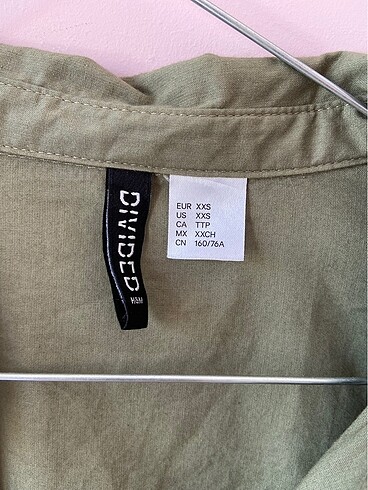 DIVIDED
H&M
EUR XXS
US XXS
CA TTP
MX XXCH
CN 160/76A